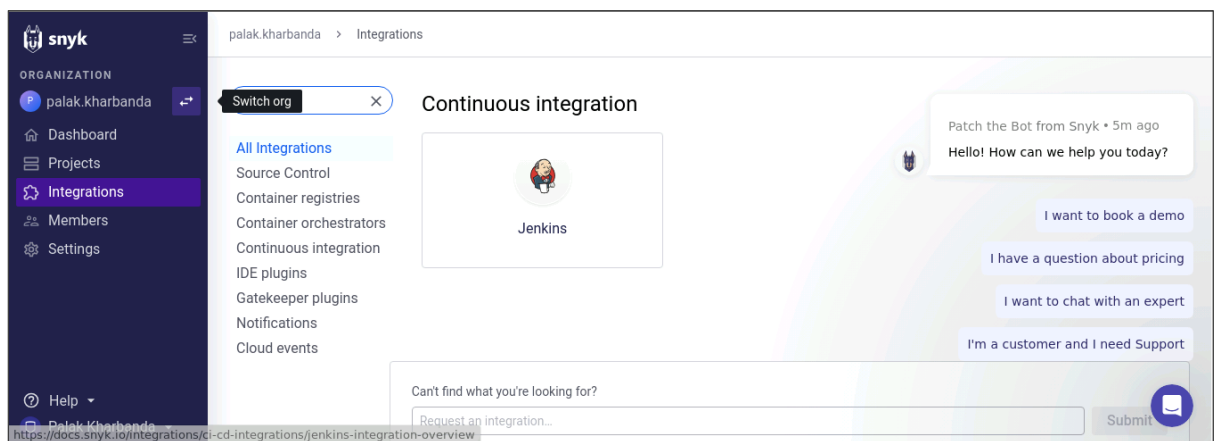 snyk
palak.kharbanda > Integrations
ORGANIZATION
P palak.kharbanda
Switch org
Dashboard
Projects
Integrations
Members
Settings
Help
Palak Kharbanda
All Integrations
Source Control
Container registries
Container orchestrators
Continuous integration
IDE plugins
Gatekeeper plugins
Notifications
Cloud events
Continuous integration
Jenkins
Patch the Bot from Snyk • 5m ago
Hello! How can we help you today?
I want to book a demo
I have a question about pricing
I want to chat with an expert
I'm a customer and I need Support
Can't find what you're looking for?
Request an integration...
Submit
https://docs.snyk.io/integrations/ci-cd-integrations/jenkins-integration-overview